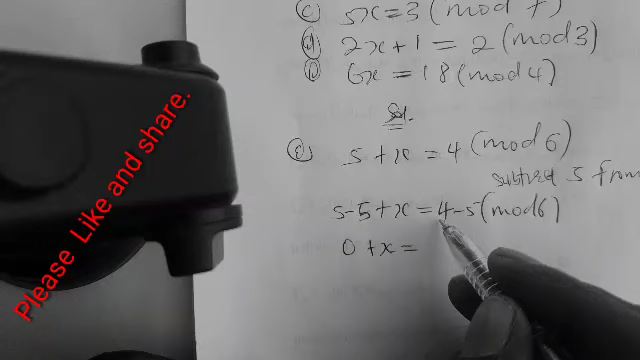 (c) 5x = 3 (mod 7)
(d) 2x + 1 = 2 (mod 3)
6x = 18 (mod 4)
Sol.
5 + x = 4 (mod 6)
subtract 5 from
5 - 5 + x = 4 - 5 (mod 6)
0 + x =
Please Like and share.